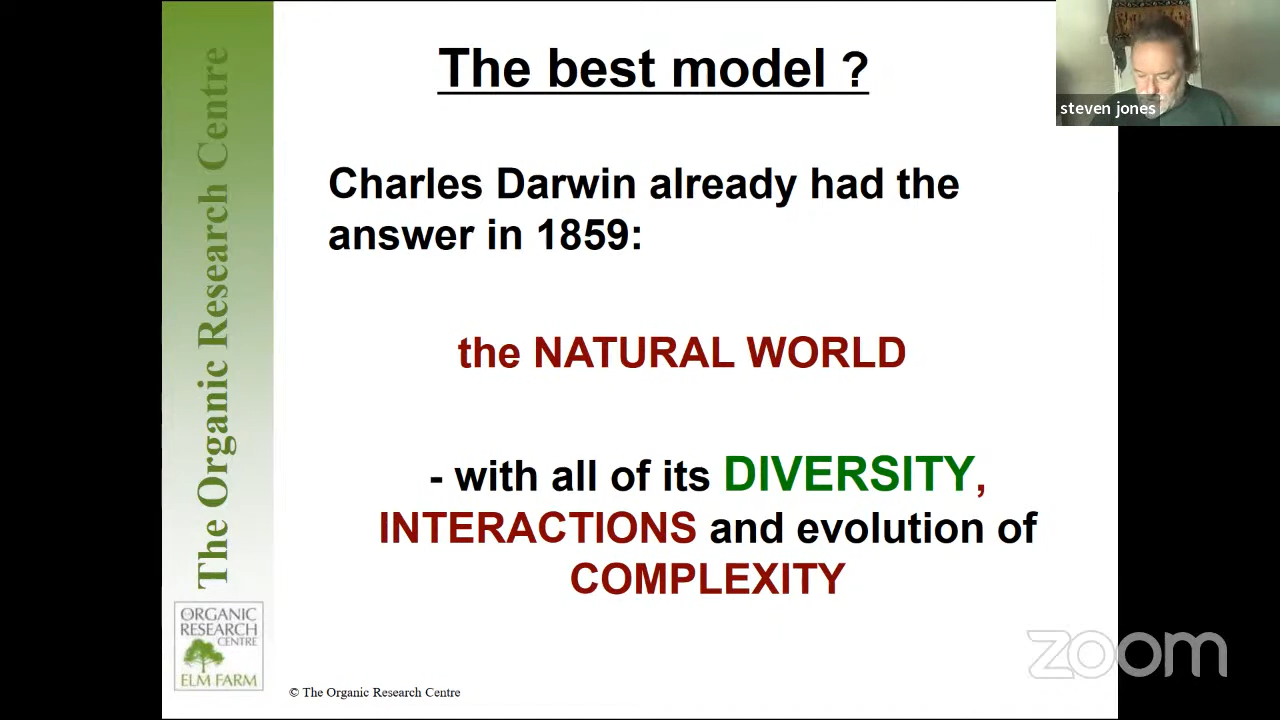 The best model ?
steven jones
Charles Darwin already had the
answer in 1859:
the NATURAL WORLD
- with all of its DIVERSITY,
INTERACTIONS and evolution of
COMPLEXITY
The Organic Research Centre
ORGANIC
RESEARCH
CENTRE
ELM FARM
© The Organic Research Centre
zoom